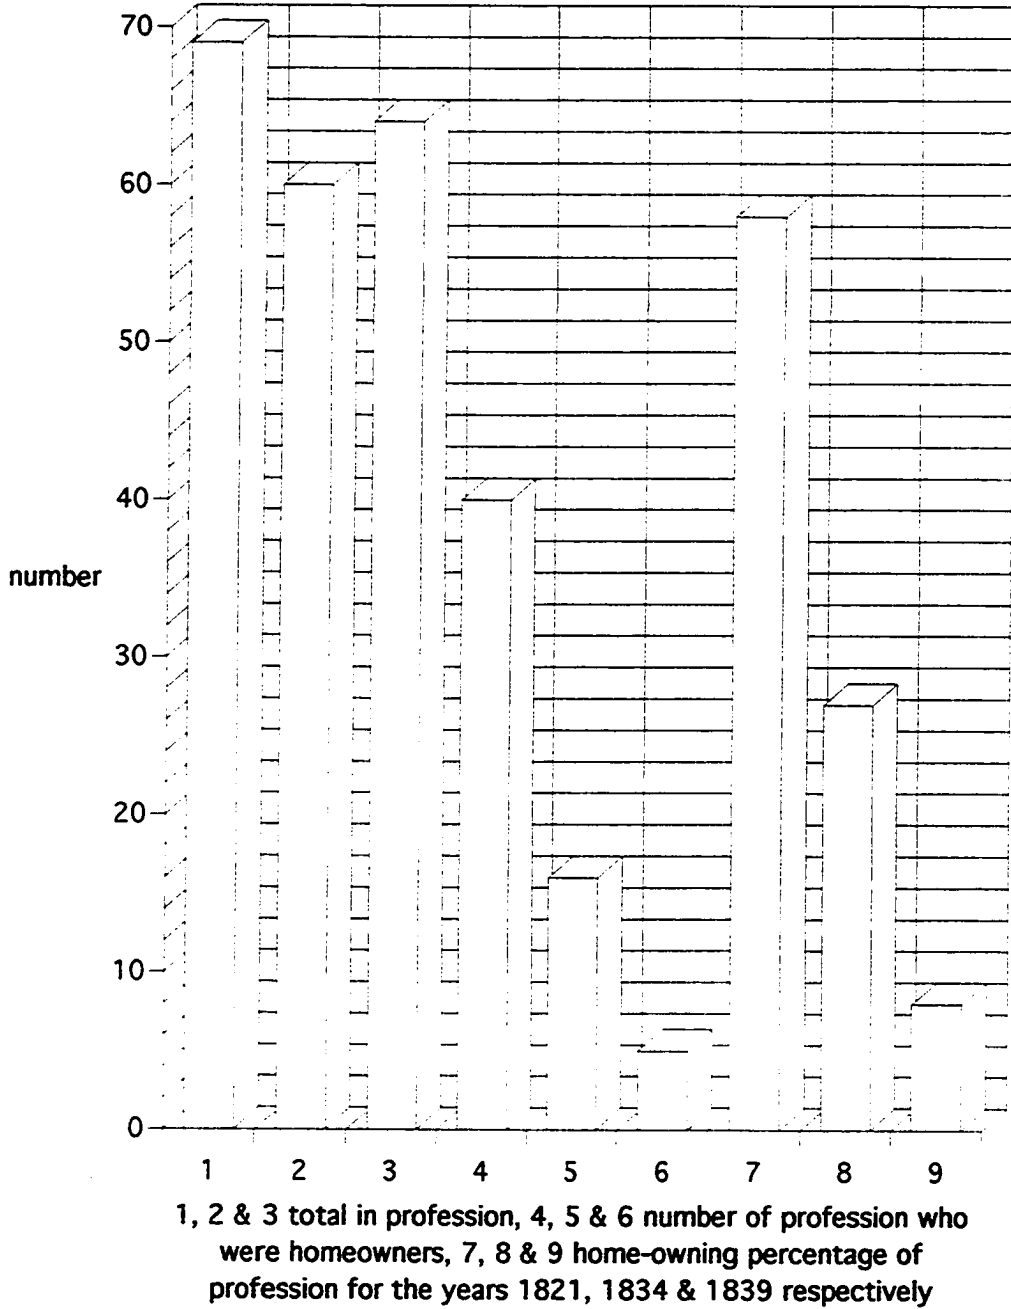 70
60
50
40
number
30
20
10
0
1 2 3 4 5 6 7 8 9
1, 2 & 3 total in profession, 4, 5 & 6 number of profession who
were homeowners, 7, 8 & 9 home-owning percentage of
profession for the years 1821, 1834 & 1839 respectively